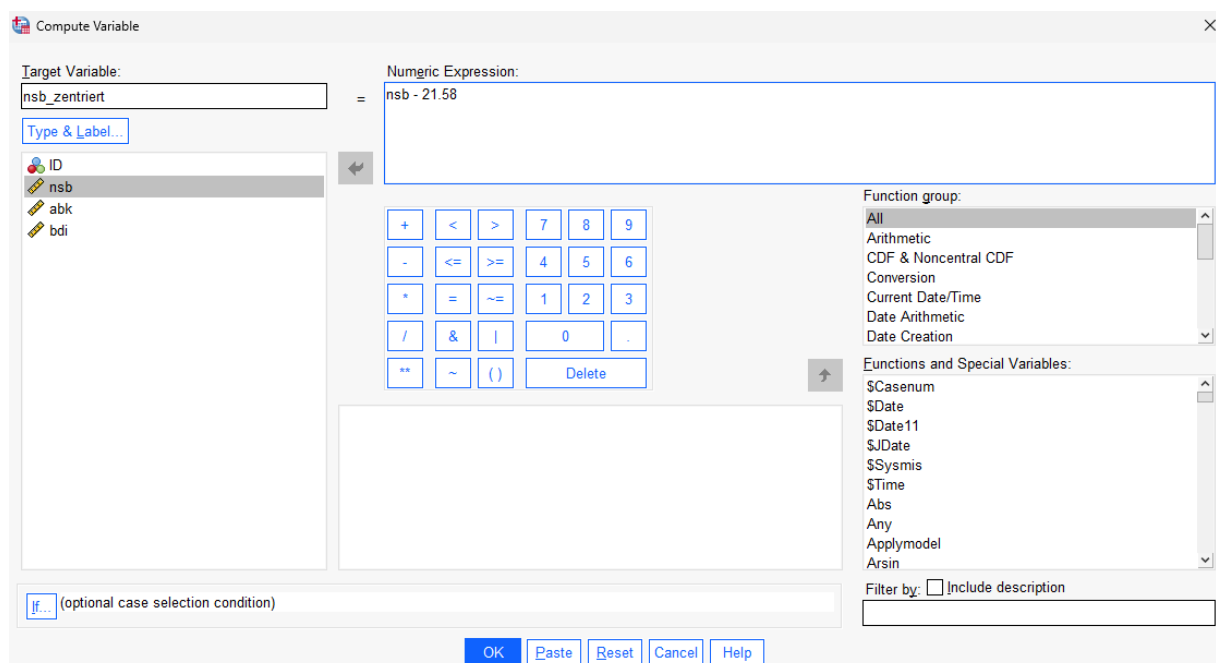 Compute Variable
Target Variable:
nsb_zentriert
=
Numeric Expression:
nsb - 21.58
Type & Label...
ID
nsb
abk
bdi
+ < > 7 8 9
- <= >= 4 5 6
* = ~= 1 2 3
/ & | 0 .
** ~ ( ) Delete
Function group:
All
Arithmetic
CDF & Noncentral CDF
Conversion
Current Date/Time
Date Arithmetic
Date Creation
Functions and Special Variables:
$Casenum
$Date
$Date11
$JDate
$Sysmis
$Time
Abs
Any
Applymodel
Arsin
If... (optional case selection condition)
Filter by: Include description
OK Paste Reset Cancel Help